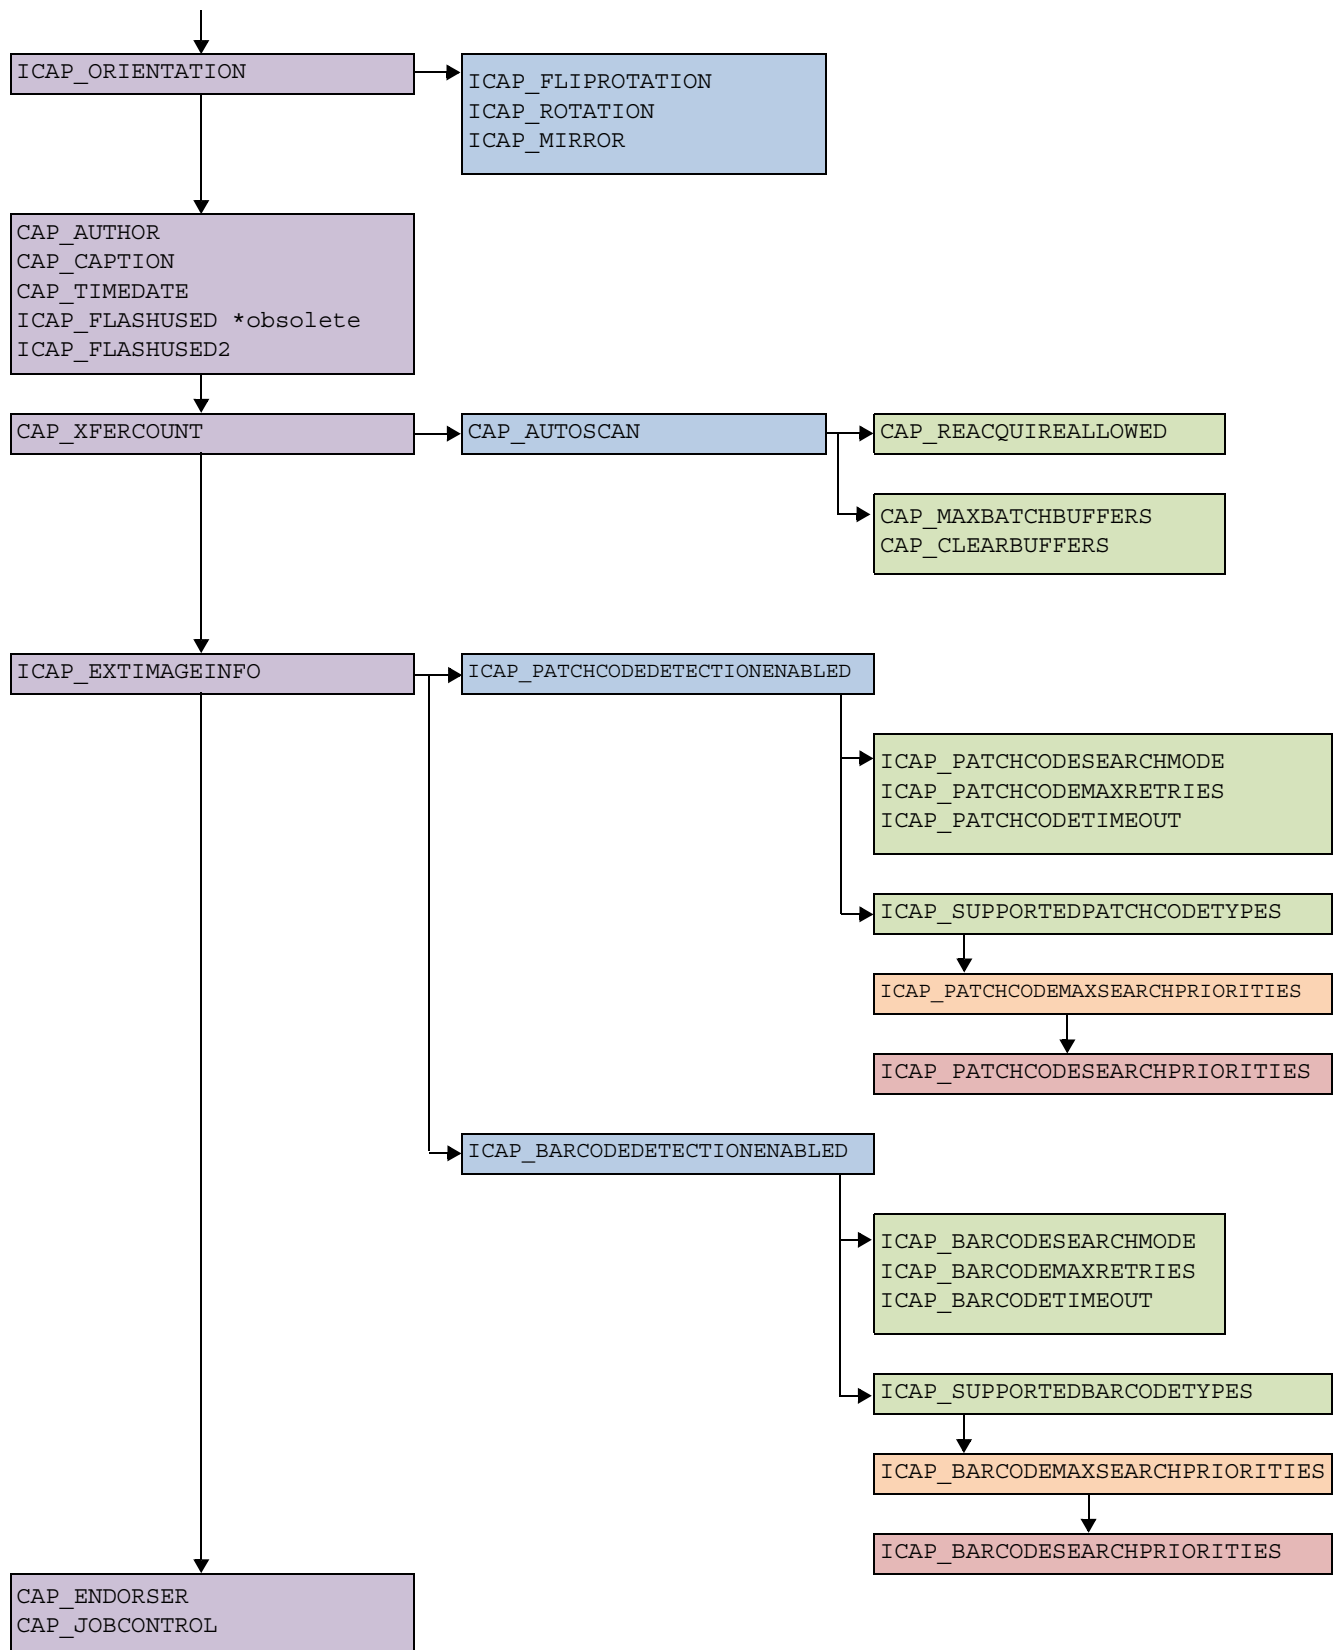 ICAP_ORIENTATION
ICAP_FLIPROTATION
ICAP_ROTATION
ICAP_MIRROR
CAP_AUTHOR
CAP_CAPTION
CAP_TIMEDATE
ICAP_FLASHUSED *obsolete
ICAP_FLASHUSED2
CAP_XFERCOUNT
CAP_AUTOSCAN
CAP_REACQUIREALLOWED
CAP_MAXBATCHBUFFERS
CAP_CLEARBUFFERS
ICAP_EXTIMAGEINFO
ICAP_PATCHCODEDETECTIONENABLED
ICAP_PATCHCODESEARCHMODE
ICAP_PATCHCODEMAXRETRIES
ICAP_PATCHCODETIMEOUT
ICAP_SUPPORTEDPATCHCODETYPES
ICAP_PATCHCODEMAXSEARCHPRIORITIES
ICAP_PATCHCODESEARCHPRIORITIES
ICAP_BARCODEDETECTIONENABLED
ICAP_BARCODESEARCHMODE
ICAP_BARCODEMAXRETRIES
ICAP_BARCODETIMEOUT
ICAP_SUPPORTEDBARCODETYPES
ICAP_BARCODEMAXSEARCHPRIORITIES
ICAP_BARCODESEARCHPRIORITIES
CAP_ENDORSER
CAP_JOBCONTROL